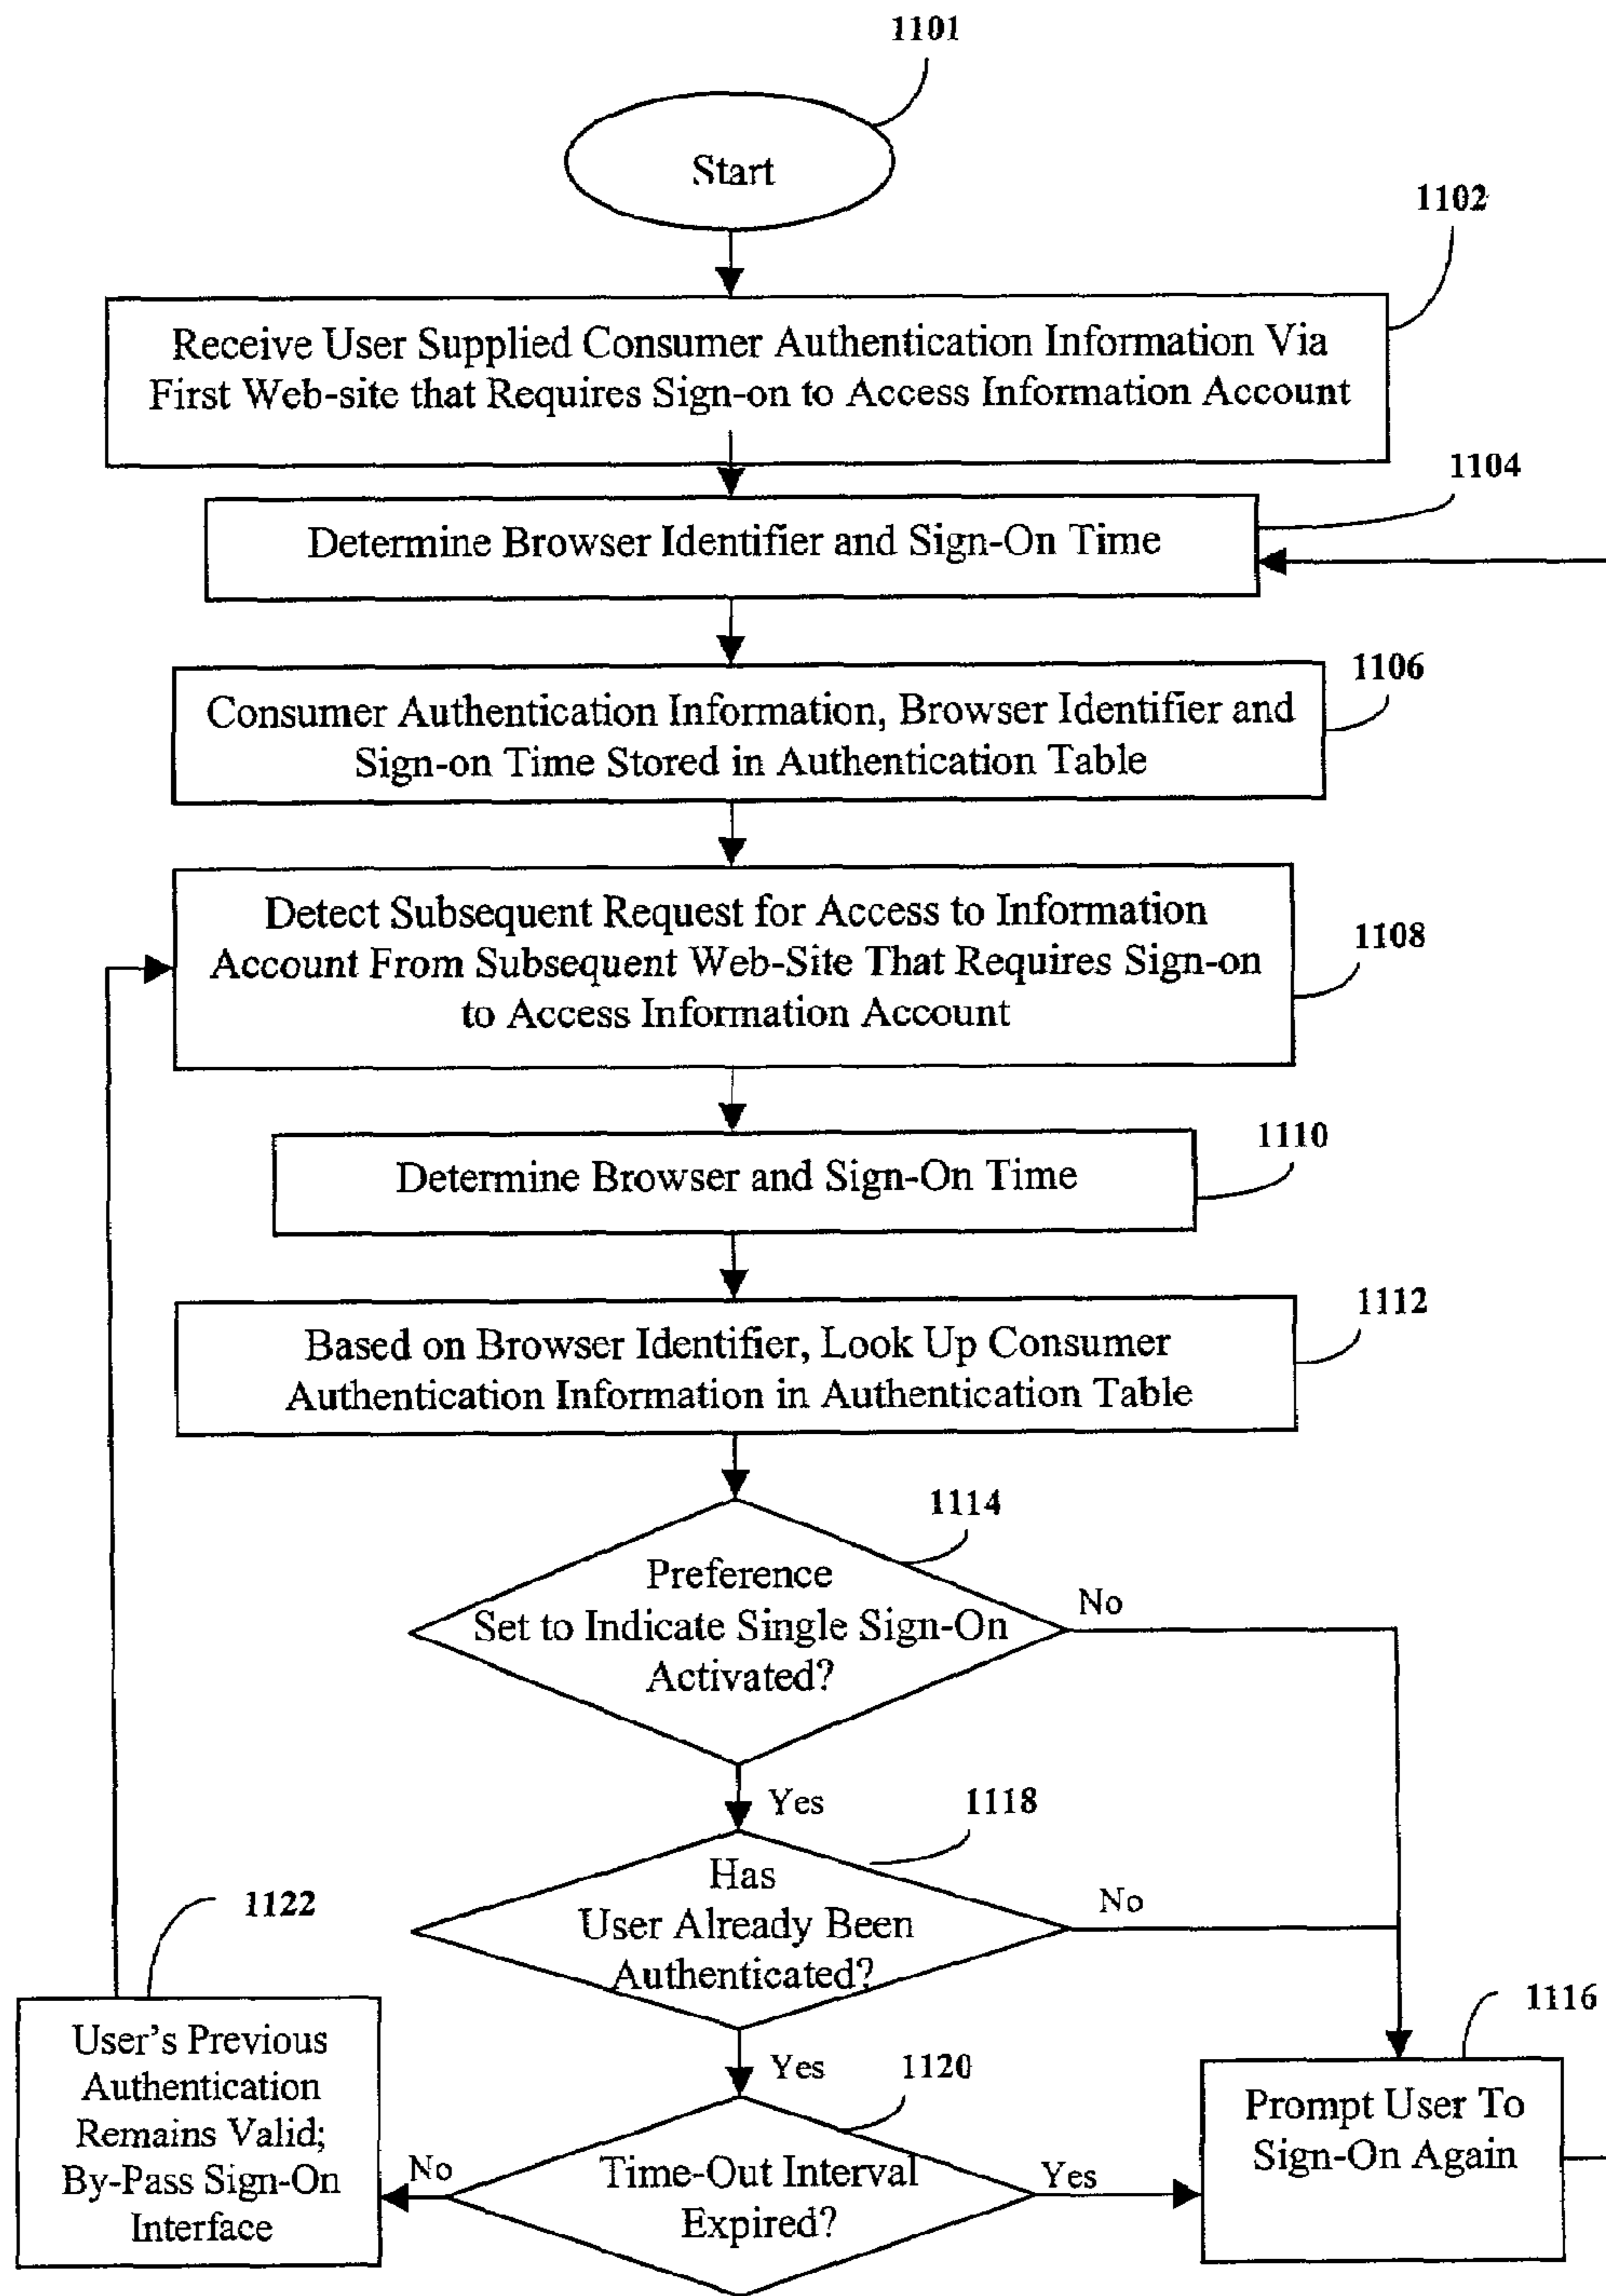 1101
Start
1102
Receive User Supplied Consumer Authentication Information Via
First Web-site that Requires Sign-on to Access Information Account
1104
Determine Browser Identifier and Sign-On Time
1106
Consumer Authentication Information, Browser Identifier and
Sign-on Time Stored in Authentication Table
1108
Detect Subsequent Request for Access to Information
Account From Subsequent Web-Site That Requires Sign-on
to Access Information Account
1110
Determine Browser and Sign-On Time
1112
Based on Browser Identifier, Look Up Consumer
Authentication Information in Authentication Table
1114
Preference
Set to Indicate Single Sign-On
Activated?
No
Yes
1118
Has
User Already Been
Authenticated?
No
Yes
1120
Time-Out Interval
Expired?
No
Yes
1122
User's Previous
Authentication
Remains Valid;
By-Pass Sign-On
Interface
1116
Prompt User To
Sign-On Again